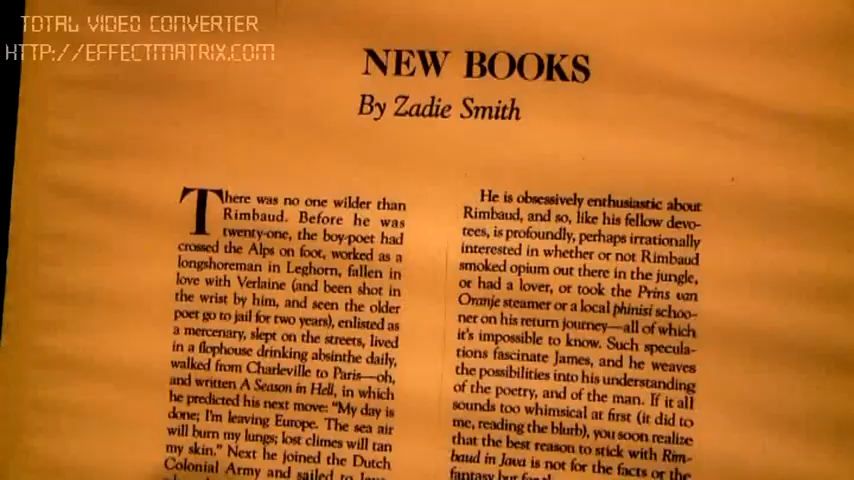 TOTAL VIDEO CONVERTER
HTTP://EFFECTMATRIX.COM
NEW BOOKS
By Zadie Smith
There was no one wilder than
Rimbaud. Before he was
twenty-one, the boy-poet had
crossed the Alps on foot, worked as a
longshoreman in Leghorn, fallen in
love with Verlaine (and been shot in
the wrist by him, and seen the older
poet go to jail for two years), enlisted as
a mercenary, slept on the streets, lived
in a flophouse drinking absinthe daily,
walked from Charleville to Paris—oh,
and written A Season in Hell, in which
he predicted his next move: "My day is
done; I'm leaving Europe. The sea air
will burn my lungs; lost climes will tan
my skin." Next he joined the Dutch
Colonial Army and sailed to
He is obsessively enthusiastic about
Rimbaud, and so, like his fellow devo-
tees, is profoundly, perhaps irrationally
interested in whether or not Rimbaud
smoked opium out there in the jungle,
or had a lover, or took the Prins van
Oranje steamer or a local phinisi schoo-
ner on his return journey—all of which
it's impossible to know. Such specula-
tions fascinate James, and he weaves
the possibilities into his understanding
of the poetry, and of the man. If it all
sounds too whimsical at first (it did to
me, reading the blurb), you soon realize
that the best reason to stick with Rim-
baud in Java is not for the facts or the
fantasy but for